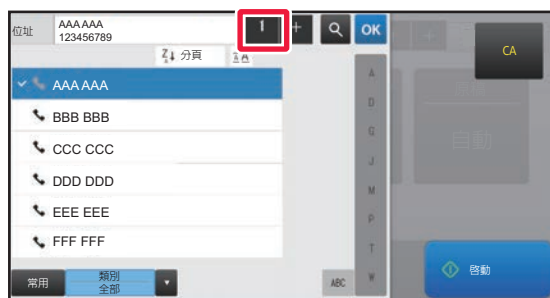 位址
AAA AAA
123456789
1
+
OK
CA
Z↓ 分頁
AAA AAA
BBB BBB
CCC CCC
DDD DDD
EEE EEE
FFF FFF
A
D
G
J
M
P
T
W
自動
常用
類別
全部
ABC
啓動